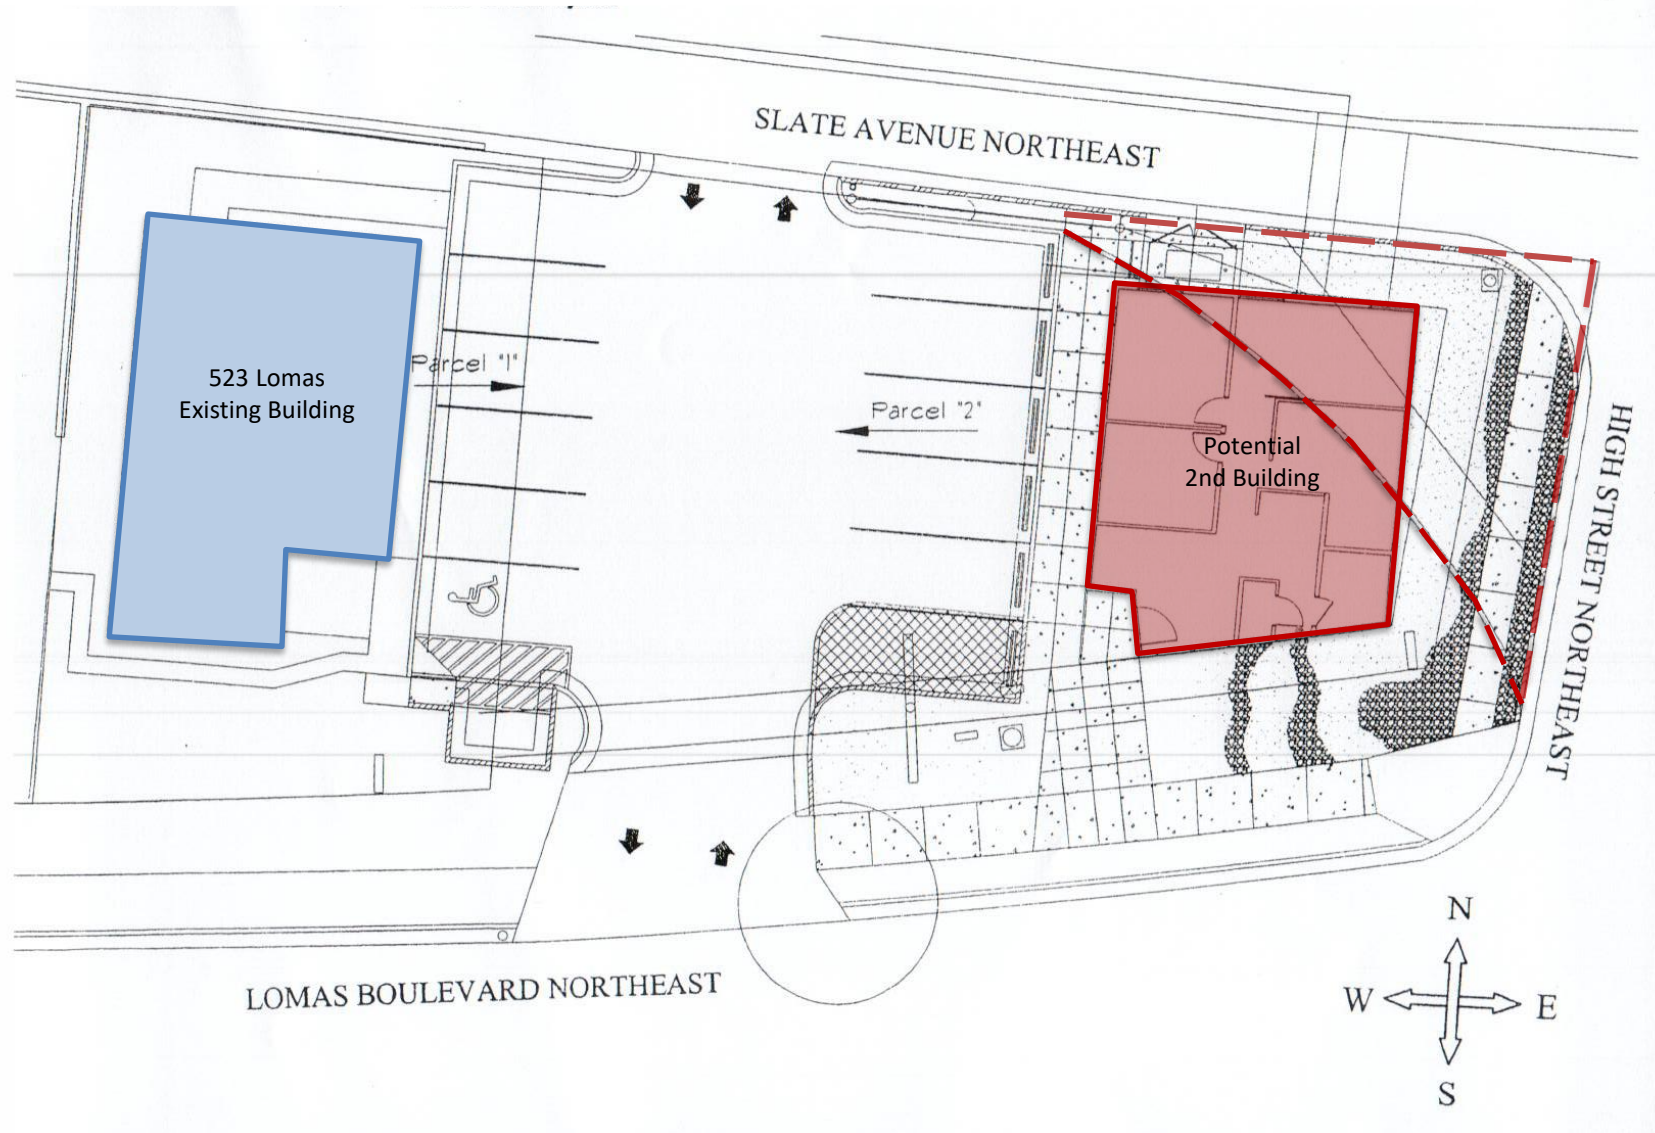 SLATE AVENUE NORTHEAST
523 Lomas
Existing Building
Parcel "1"
Parcel "2"
Potential
2nd Building
HIGH STREET NORTHEAST
LOMAS BOULEVARD NORTHEAST
N
W
E
S